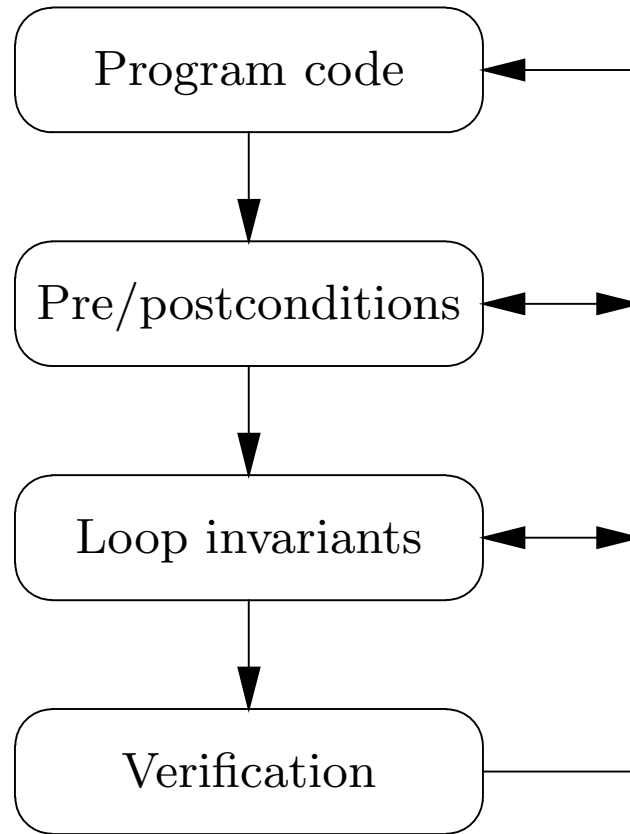 Program code
Pre/postconditions
Loop invariants
Verification